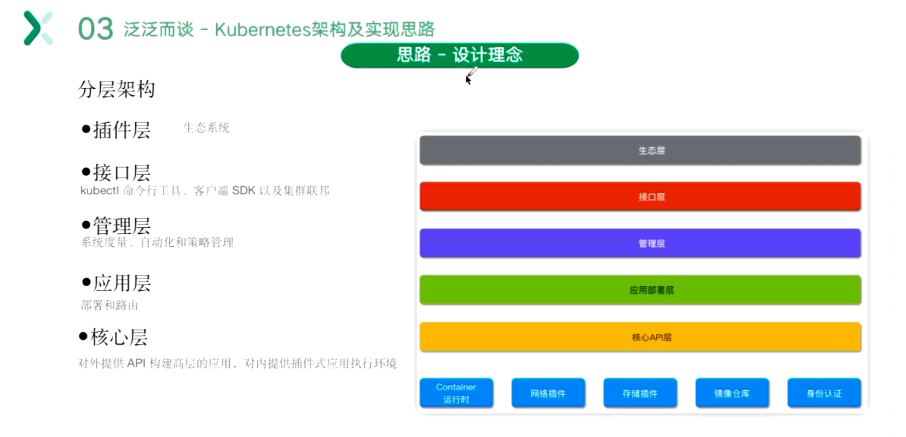 03 泛泛而谈 - Kubernetes架构及实现思路
思路 - 设计理念
分层架构
●插件层 生态系统
●接口层
kubectl 命令行工具、客户端 SDK 以及集群联邦
●管理层
系统度量、自动化和策略管理
●应用层
部署和路由
●核心层
对外提供 API 构建高层的应用，对内提供插件式应用执行环境
生态层
接口层
管理层
应用部署层
核心API层
Container
运行时
网络插件
存储插件
镜像仓库
身份认证